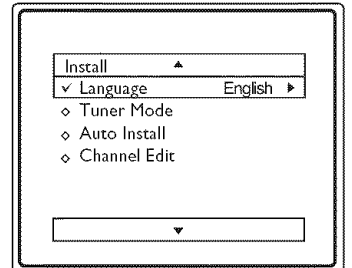 Install
✓ Language English
Tuner Mode
Auto Install
Channel Edit